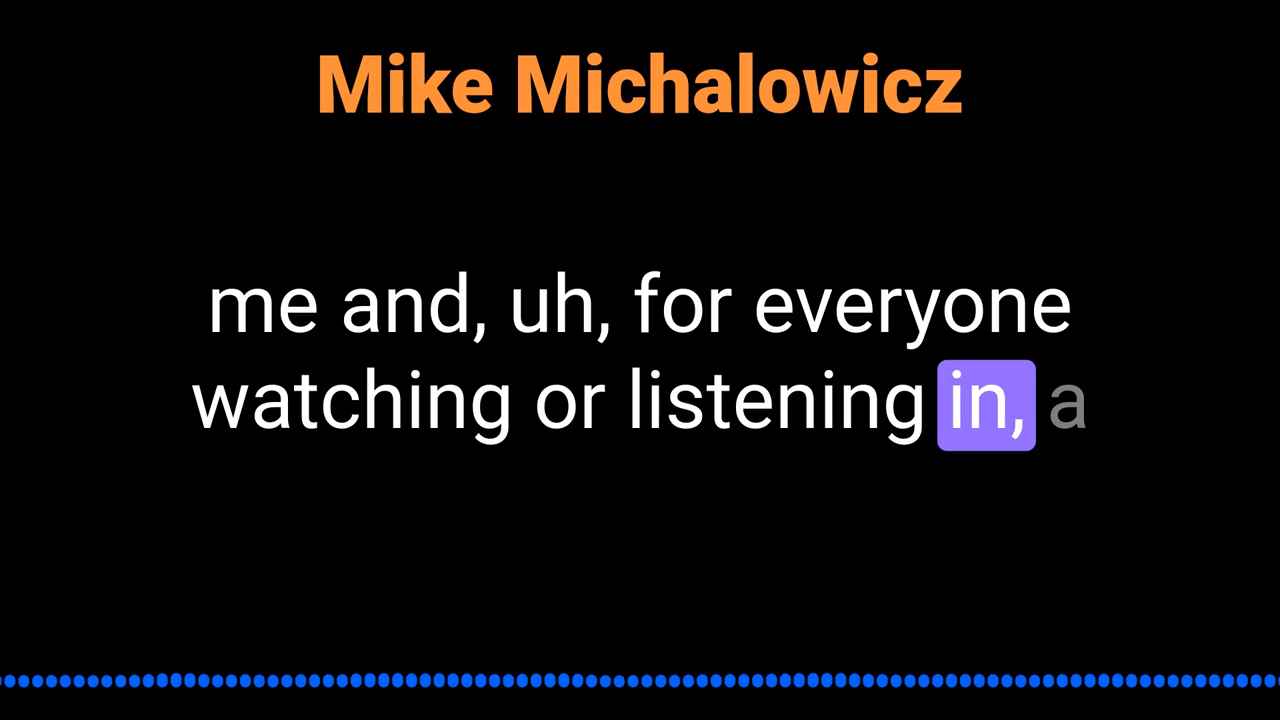 Mike Michalowicz
me and, uh, for everyone
watching or listening in, a